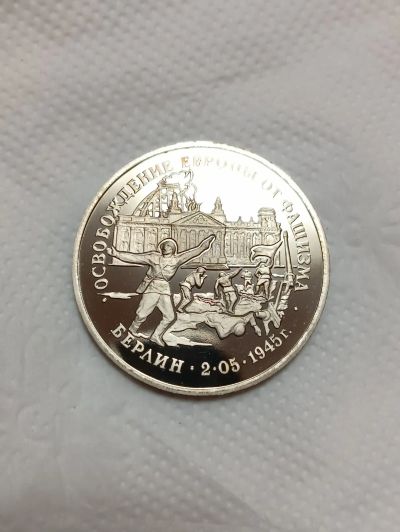 · ОСВОБОЖДЕНИЕ ЕВРОПЫ ОТ ФАШИЗМА ·
БЕРЛИН · 2·05·1945 г.